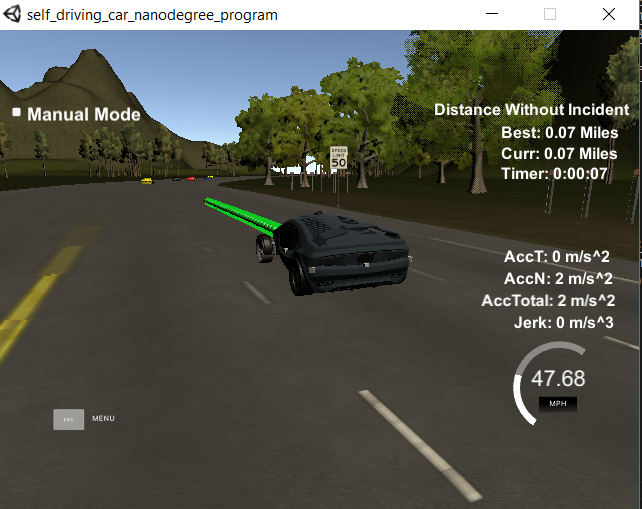 self_driving_car_nanodegree_program
Manual Mode
Distance Without Incident
Best: 0.07 Miles
Curr: 0.07 Miles
Timer: 0:00:07
SPEED
LIMIT
50
AccT: 0 m/s^2
AccN: 2 m/s^2
AccTotal: 2 m/s^2
Jerk: 0 m/s^3
47.68
MPH
ESC
MENU